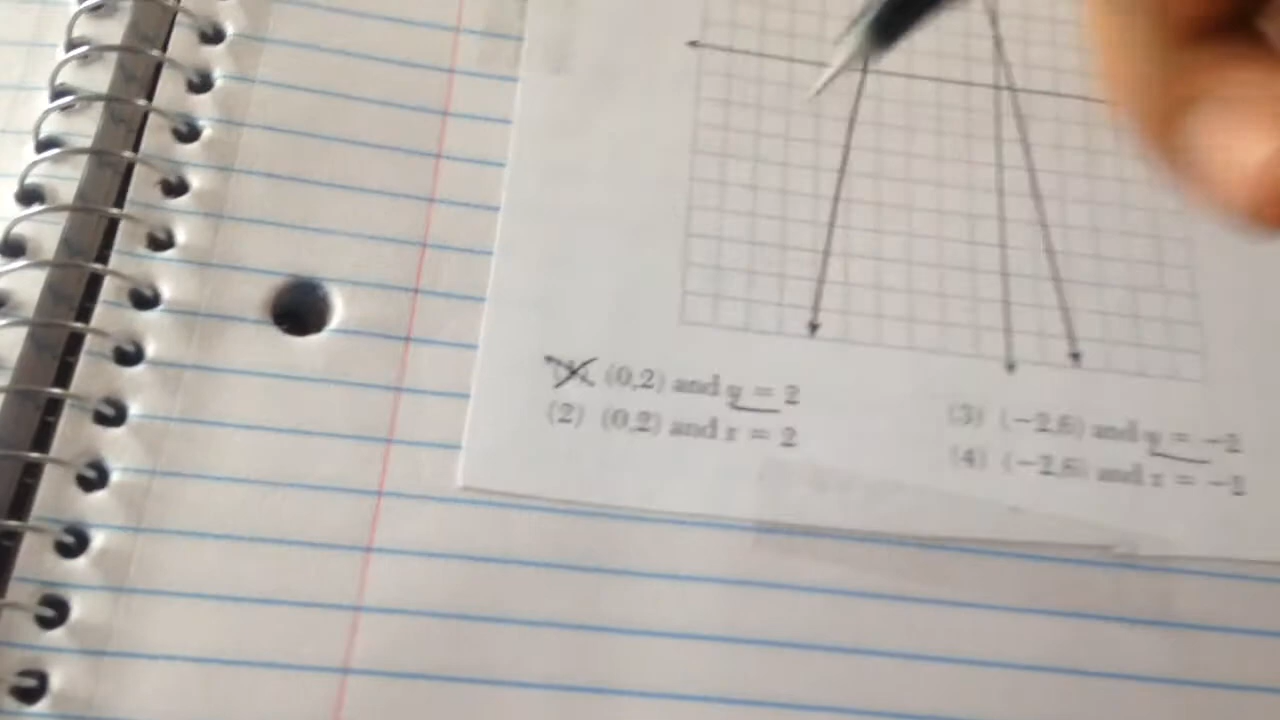 (0,2) and y = 2
(2) (0,2) and x = 2
(3) (−2,6) and y = −2
(4) (−2,6) and x = −2